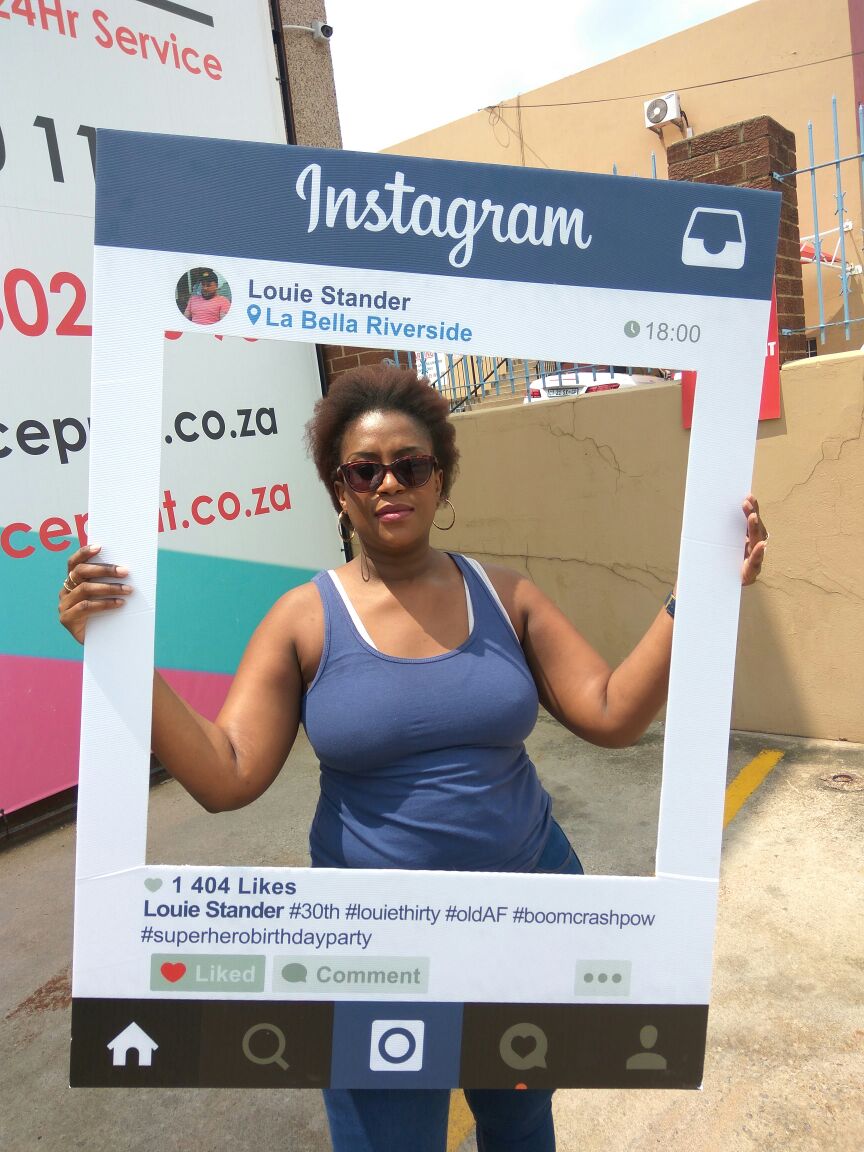 24Hr Service
Instagram
Louie Stander
La Bella Riverside
18:00
.co.za
.co.za
1 404 Likes
Louie Stander #30th #louiethirty #oldAF #boomcrashpow
#superherobirthdayparty
Liked
Comment